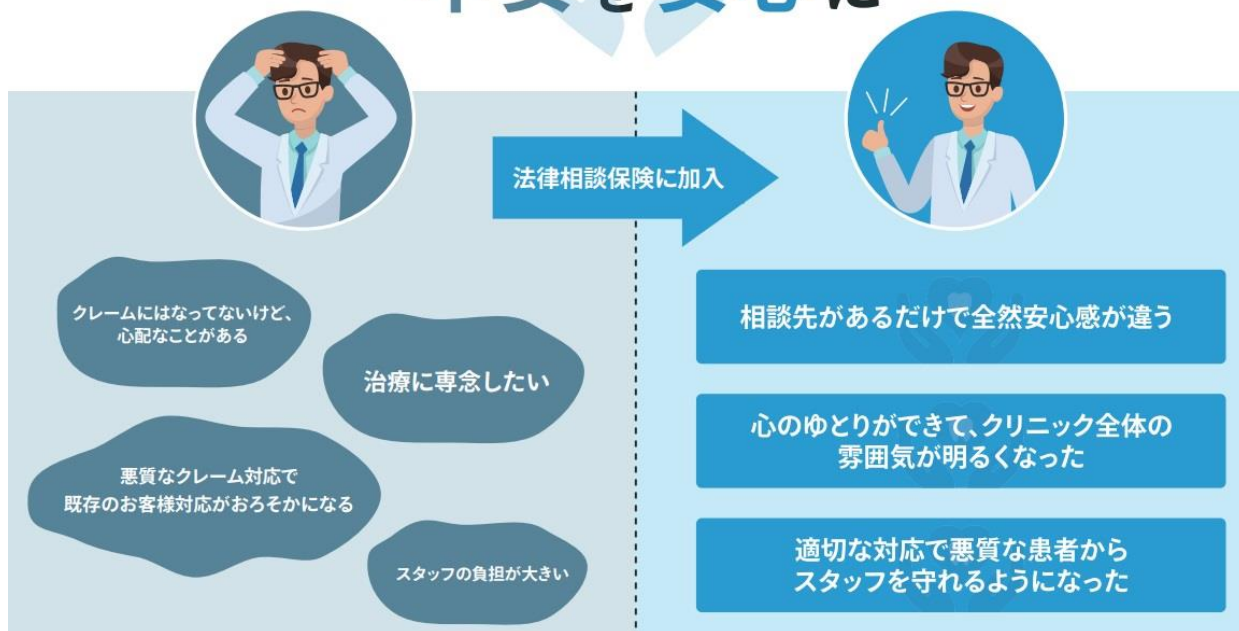 不安を安心に
法律相談保険に加入
クレームにはなってないけど、
心配なことがある
治療に専念したい
悪質なクレーム対応で
既存のお客様対応がおろそかになる
スタッフの負担が大きい
相談先があるだけで全然安心感が違う
心のゆとりができて、クリニック全体の
雰囲気が明るくなった
適切な対応で悪質な患者から
スタッフを守れるようになった